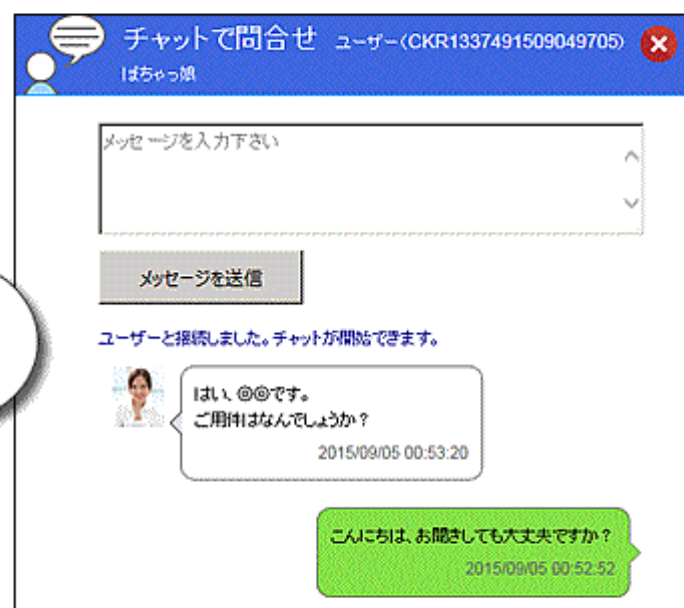 チャットで問合せ ユーザー(CKR1337491509049705)
ぱちゃっ娘
メッセージを入力下さい
メッセージを送信
ユーザーと接続しました。チャットが開始できます。
はい、◎◎です。
ご用件はなんでしょうか？
2015/09/05 00:53:20
こんにちは、お聞きしても大丈夫ですか？
2015/09/05 00:52:52